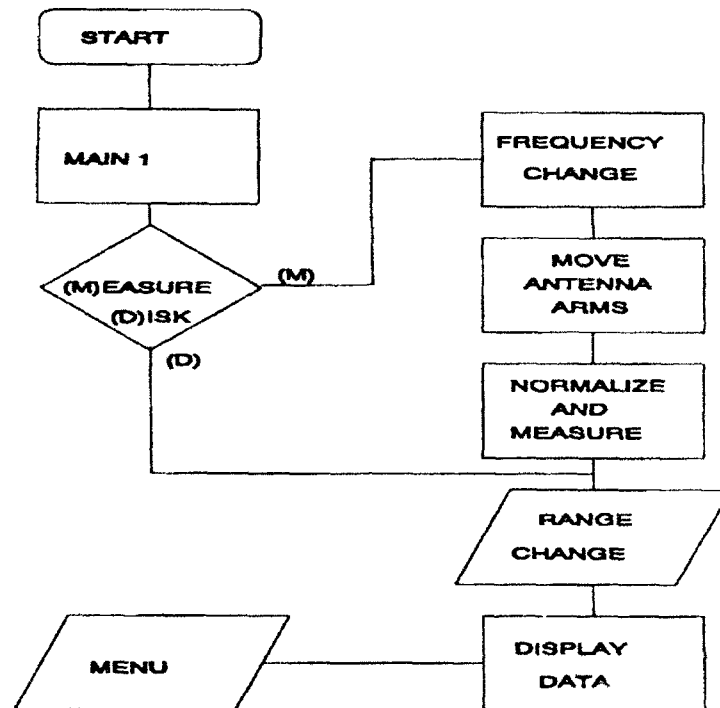 START
MAIN 1
(M)EASURE
(D)ISK
(M)
(D)
FREQUENCY
CHANGE
MOVE
ANTENNA
ARMS
NORMALIZE
AND
MEASURE
RANGE
CHANGE
DISPLAY
DATA
MENU